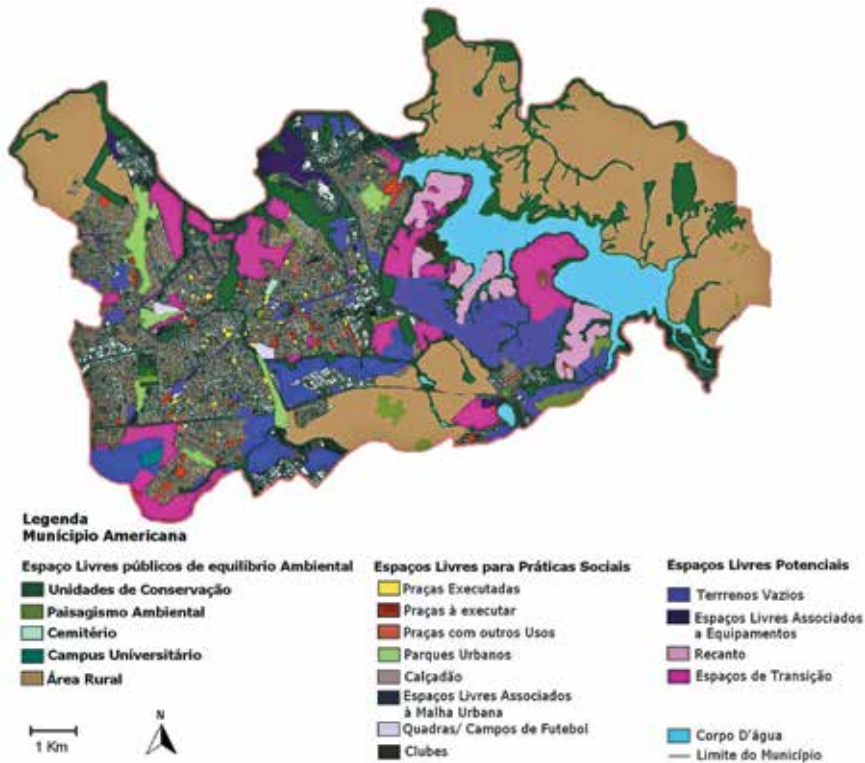 Legenda
Munícipio Americana
Espaço Livres públicos de equilibrio Ambiental
Unidades de Conservação
Paisagismo Ambiental
Cemitério
Campus Universitário
Área Rural
Espaços Livres para Práticas Sociais
Praças Executadas
Praças à executar
Praças com outros Usos
Parques Urbanos
Calçadão
Espaços Livres Associados
à Malha Urbana
Quadras/ Campos de Futebol
Clubes
Espaços Livres Potenciais
Terrrenos Vazios
Espaços Livres Associados
a Equipamentos
Recanto
Espaços de Transição
Corpo D'água
Limite do Município
1 Km
N